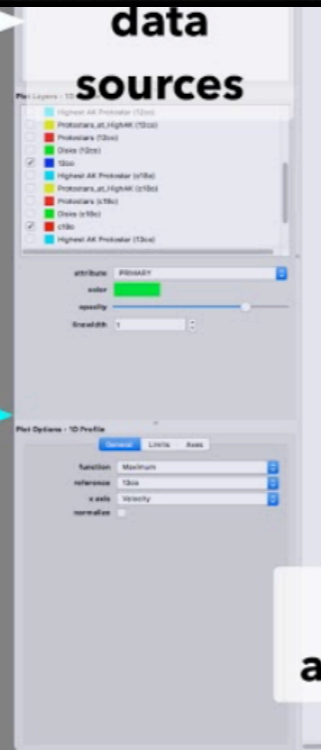 data
sources
Plot Layers - 1D
Highest AK Protostar (12co)
Protostars_at_HighAK (12co)
Protostars (12co)
Disks (12co)
12co
Highest AK Protostar (c18o)
Protostars_at_HighAK (c18o)
Protostars (c18o)
Disks (c18o)
c18o
Highest AK Protostar (13co)
attribute PRIMARY
color
opacity
linewidth 1
Plot Options - 1D Profile
General Limits Axes
function Maximum
reference 12co
x axis Velocity
normalize
a